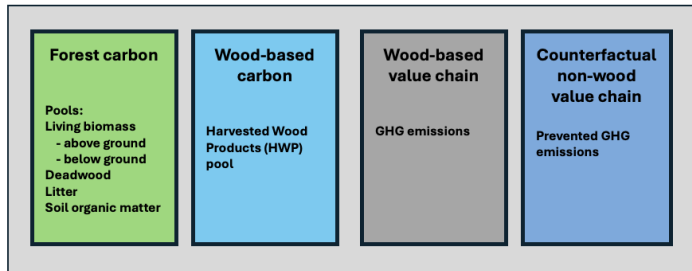 Forest carbon
Pools:
Living biomass
- above ground
- below ground
Deadwood
Litter
Soil organic matter
Wood-based
carbon
Harvested Wood
Products (HWP)
pool
Wood-based
value chain
GHG emissions
Counterfactual
non-wood
value chain
Prevented GHG
emissions